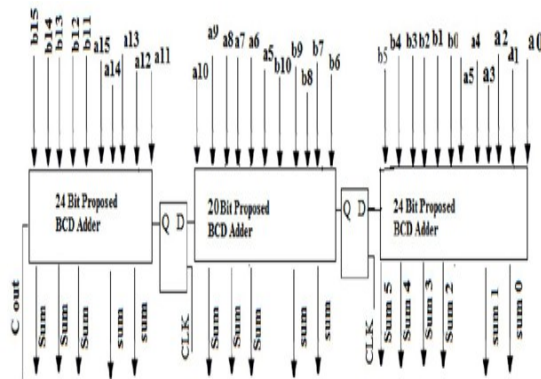 b15
b14
b13
b12
b11
a15
a14
a13
a12
a11
a10
a9
a8
a7
a6
a5
b10
b9
b8
b7
b6
b5
b4
b3
b2
b1
b0
a5
a4
a3
a2
a1
a0
24 Bit Proposed
BCD Adder
Q D
20 Bit Proposed
BCD Adder
Q D
24 Bit Proposed
BCD Adder
C out
Sum
Sum
Sum
sum
sum
CLK
Sum
Sum
Sum
sum
sum
CLK
Sum 5
Sum 4
Sum 3
Sum 2
sum 1
sum 0